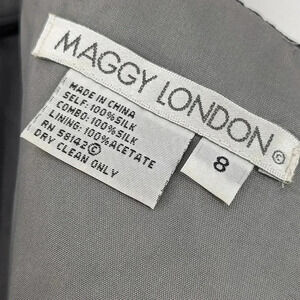 MAGGY LONDON ©
8
MADE IN CHINA
SELF: 100% SILK
COMBO: 100% SILK
LINING: 100% ACETATE
RN 58142 ©
DRY CLEAN ONLY